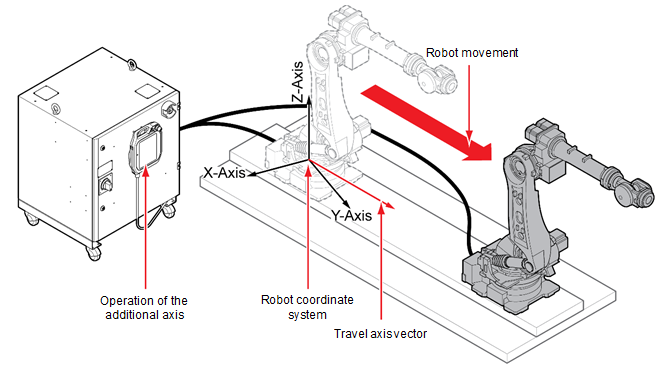 Robot movement
Z-Axis
X-Axis
Y-Axis
Operation of the
additional axis
Robot coordinate
system
Travel axis vector